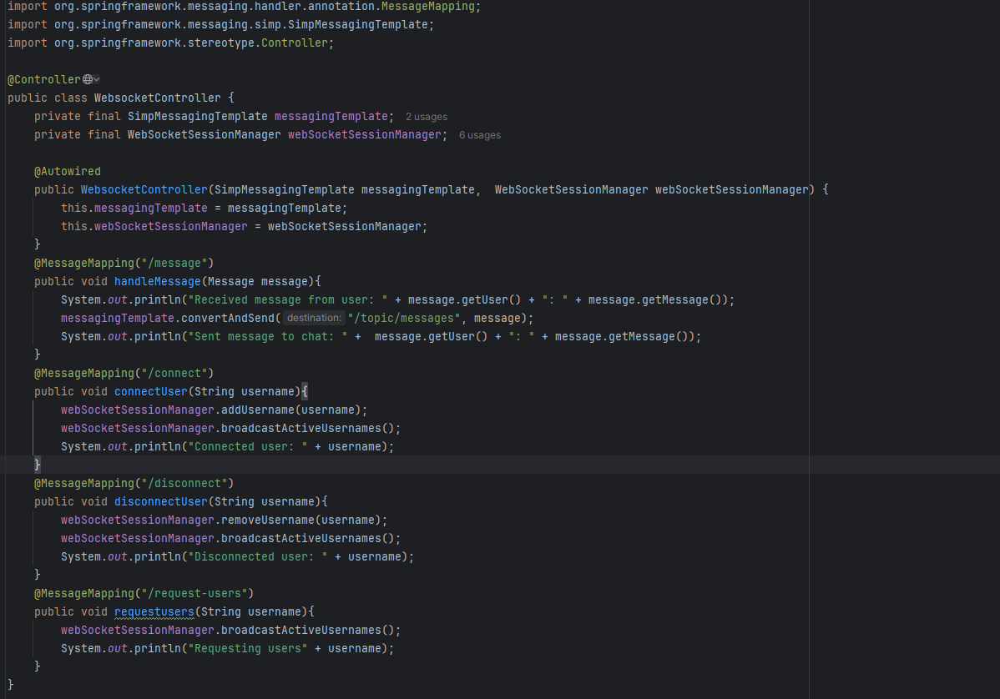 import org.springframework.messaging.handler.annotation.MessageMapping;
import org.springframework.messaging.simp.SimpMessagingTemplate;
import org.springframework.stereotype.Controller;
@Controller
public class WebsocketController {
private final SimpMessagingTemplate messagingTemplate; 2 usages
private final WebSocketSessionManager webSocketSessionManager; 6 usages
@Autowired
public WebsocketController(SimpMessagingTemplate messagingTemplate, WebSocketSessionManager webSocketSessionManager) {
this.messagingTemplate = messagingTemplate;
this.webSocketSessionManager = webSocketSessionManager;
}
@MessageMapping("/message")
public void handleMessage(Message message){
System.out.println("Received message from user: " + message.getUser() + ": " + message.getMessage());
messagingTemplate.convertAndSend( destination: "/topic/messages", message);
System.out.println("Sent message to chat: " +  message.getUser() + ": " + message.getMessage());
}
@MessageMapping("/connect")
public void connectUser(String username){
webSocketSessionManager.addUsername(username);
webSocketSessionManager.broadcastActiveUsernames();
System.out.println("Connected user: " + username);
}
@MessageMapping("/disconnect")
public void disconnectUser(String username){
webSocketSessionManager.removeUsername(username);
webSocketSessionManager.broadcastActiveUsernames();
System.out.println("Disconnected user: " + username);
}
@MessageMapping("/request-users")
public void requestusers(String username){
webSocketSessionManager.broadcastActiveUsernames();
System.out.println("Requesting users" + username);
}
}